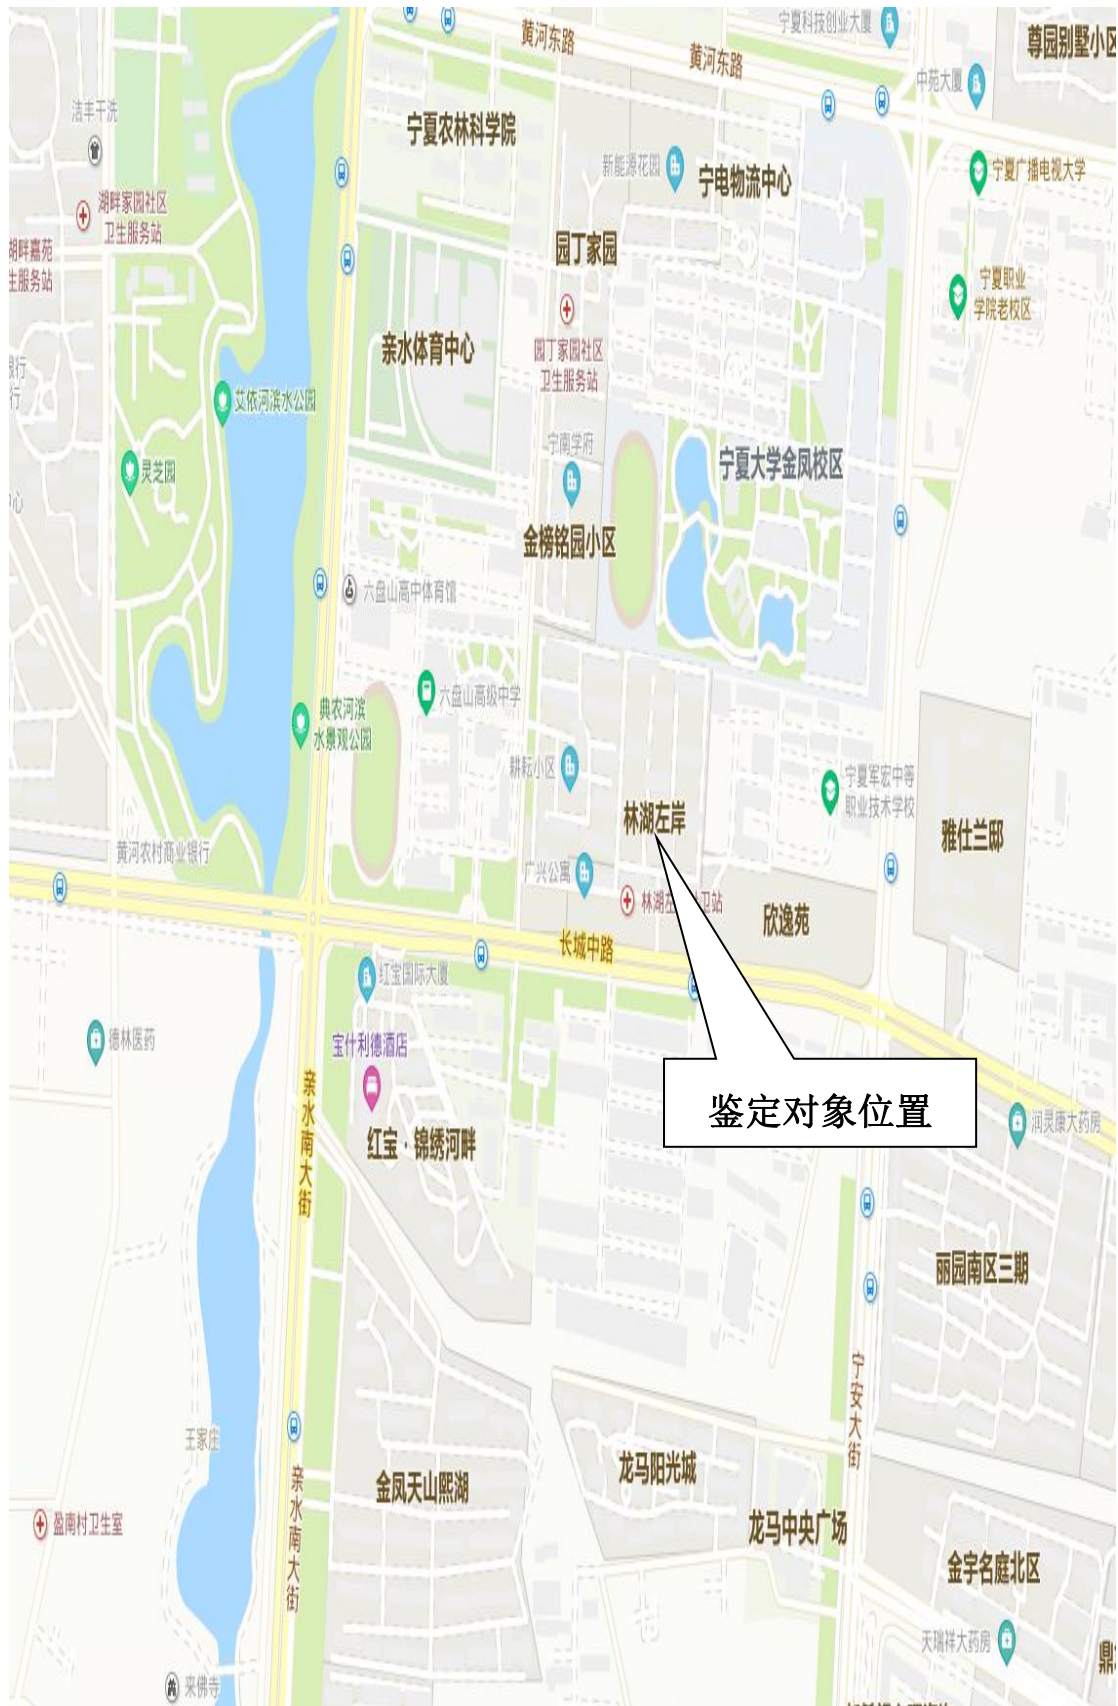 宁夏科技创业大厦
黄河东路
黄河东路
尊园别墅小区
中苑大厦
洁丰干洗
宁夏农林科学院
新能源花园
宁电物流中心
宁夏广播电视大学
湖畔家园社区
卫生服务站
湖畔嘉苑
生服务站
园丁家园
宁夏职业
学院老校区
亲水体育中心
园丁家园社区
卫生服务站
银行
行
艾依河滨水公园
灵芝园
宁南学府
宁夏大学金凤校区
心
金榜铭园小区
六盘山高中体育馆
六盘山高级中学
典农河滨
水景观公园
耕耘小区
宁夏军宏中等
职业技术学校
林湖左岸
雅仕兰邸
黄河农村商业银行
广兴公寓
林湖左
卫站
欣逸苑
长城中路
红宝国际大厦
德林医药
宝什利德酒店
亲水南大街
鉴定对象位置
润灵康大药房
红宝·锦绣河畔
丽园南区三期
宁安大街
王家庄
金凤天山熙湖
龙马阳光城
亲水南大街
盈南村卫生室
龙马中央广场
金宇名庭北区
天瑞祥大药房
来佛寺